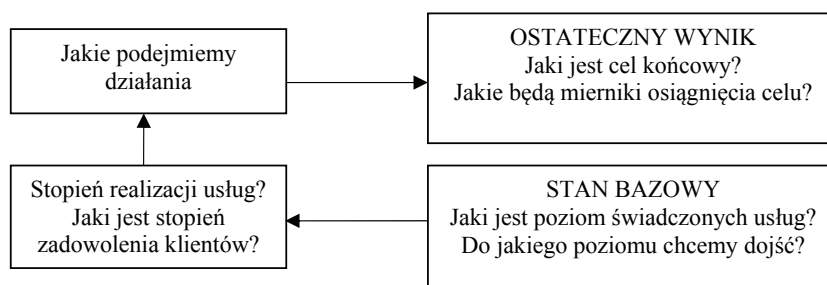 Jakie podejmiemy
działania
OSTATECZNY WYNIK
Jaki jest cel końcowy?
Jakie będą mierniki osiągnięcia celu?
Stopień realizacji usług?
Jaki jest stopień
zadowolenia klientów?
STAN BAZOWY
Jaki jest poziom świadczonych usług?
Do jakiego poziomu chcemy dojść?